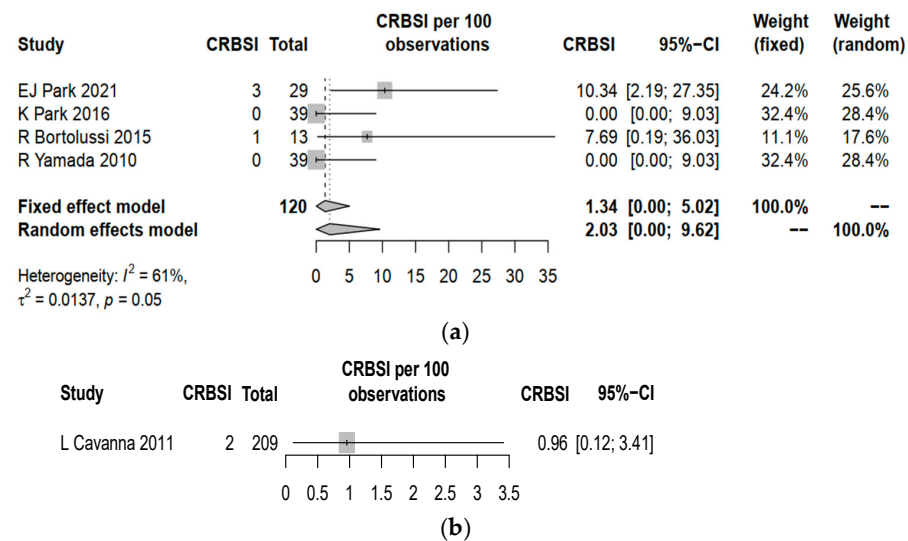 CRBSI per 100 Weight Weight
Study CRBSI Total observations CRBSI 95%−CI (fixed) (random)
EJ Park 2021 3 29 10.34 [2.19; 27.35] 24.2% 25.6%
K Park 2016 0 39 0.00 [0.00; 9.03] 32.4% 28.4%
R Bortolussi 2015 1 13 7.69 [0.19; 36.03] 11.1% 17.6%
R Yamada 2010 0 39 0.00 [0.00; 9.03] 32.4% 28.4%
Fixed effect model 120 1.34 [0.00; 5.02] 100.0% −−
Random effects model 2.03 [0.00; 9.62] −− 100.0%
0 5 10 15 20 25 30 35
Heterogeneity: I² = 61%,
τ² = 0.0137, p = 0.05
(a)
CRBSI per 100
Study CRBSI Total observations CRBSI 95%−CI
L Cavanna 2011 2 209 0.96 [0.12; 3.41]
0 0.5 1 1.5 2 2.5 3 3.5
(b)